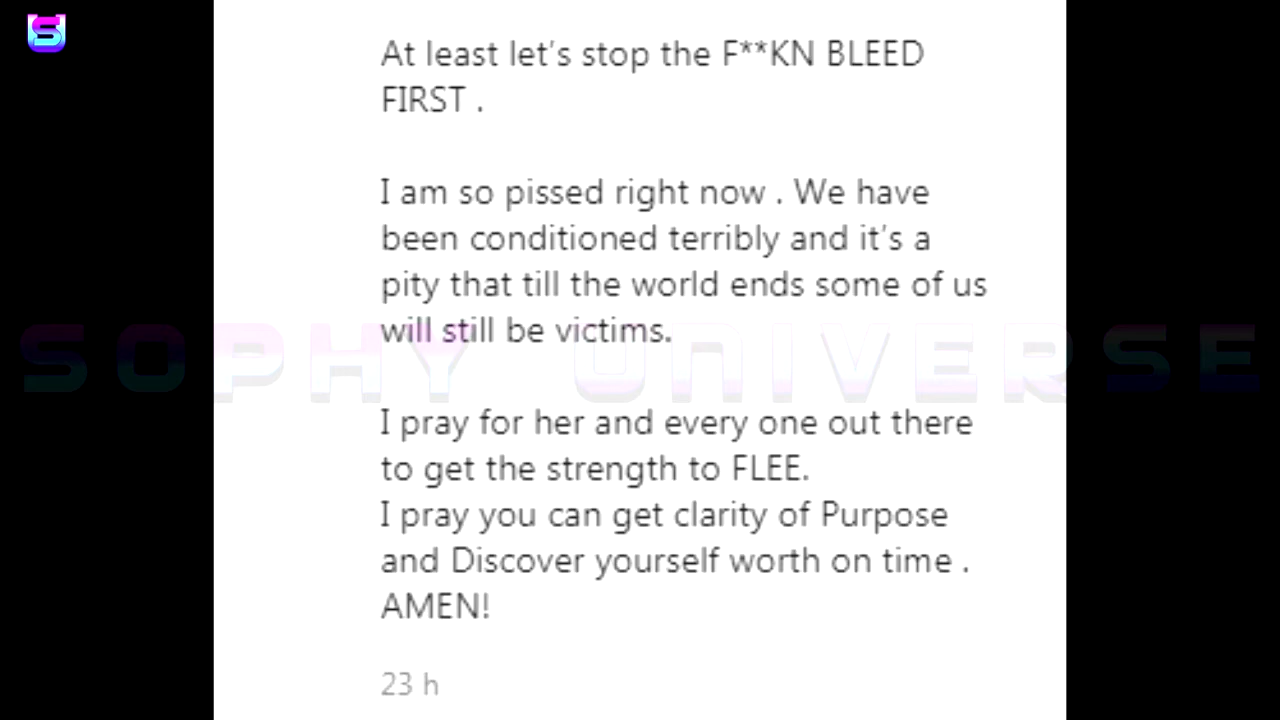 S
At least let's stop the F**KN BLEED
FIRST .
I am so pissed right now . We have
been conditioned terribly and it's a
pity that till the world ends some of us
will still be victims.
SOPHY UNIVERSE
I pray for her and every one out there
to get the strength to FLEE.
I pray you can get clarity of Purpose
and Discover yourself worth on time .
AMEN!
23 h